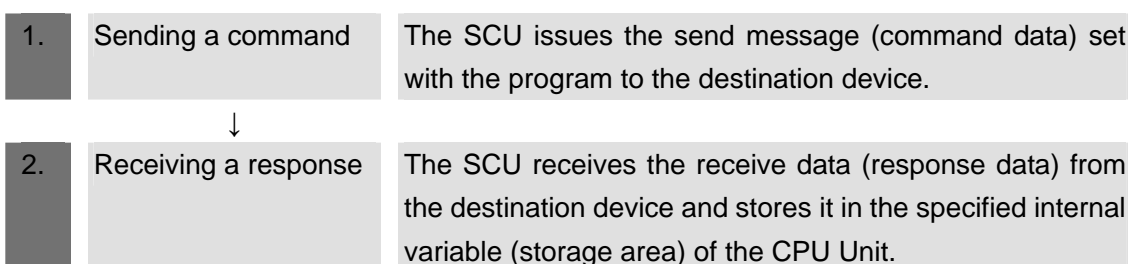 1. Sending a command The SCU issues the send message (command data) set
with the program to the destination device.
↓
2. Receiving a response The SCU receives the receive data (response data) from
the destination device and stores it in the specified internal
variable (storage area) of the CPU Unit.